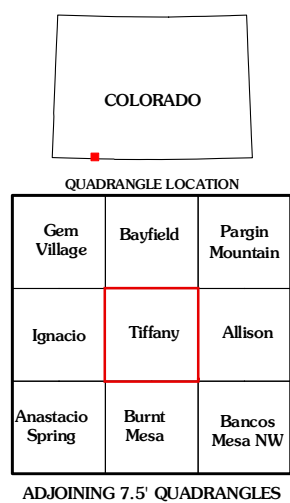 COLORADO
QUADRANGLE LOCATION
Gem
Village
Bayfield
Pargin
Mountain
Ignacio
Tiffany
Allison
Anastacio
Spring
Burnt
Mesa
Bancos
Mesa NW
ADJOINING 7.5' QUADRANGLES